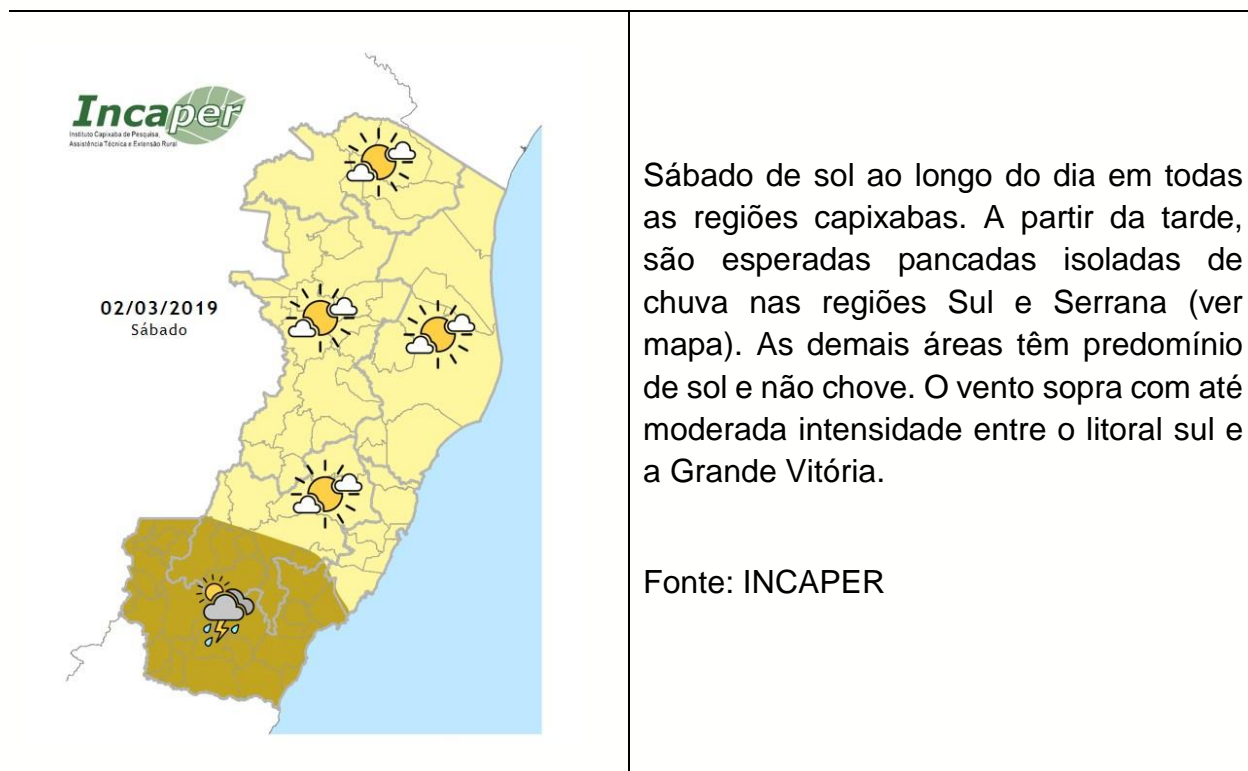 Incaper
Instituto Capixaba de Pesquisa,
Assistência Técnica e Extensão Rural
02/03/2019
Sábado
Sábado de sol ao longo do dia em todas
as regiões capixabas. A partir da tarde,
são esperadas pancadas isoladas de
chuva nas regiões Sul e Serrana (ver
mapa). As demais áreas têm predomínio
de sol e não chove. O vento sopra com até
moderada intensidade entre o litoral sul e
a Grande Vitória.
Fonte: INCAPER